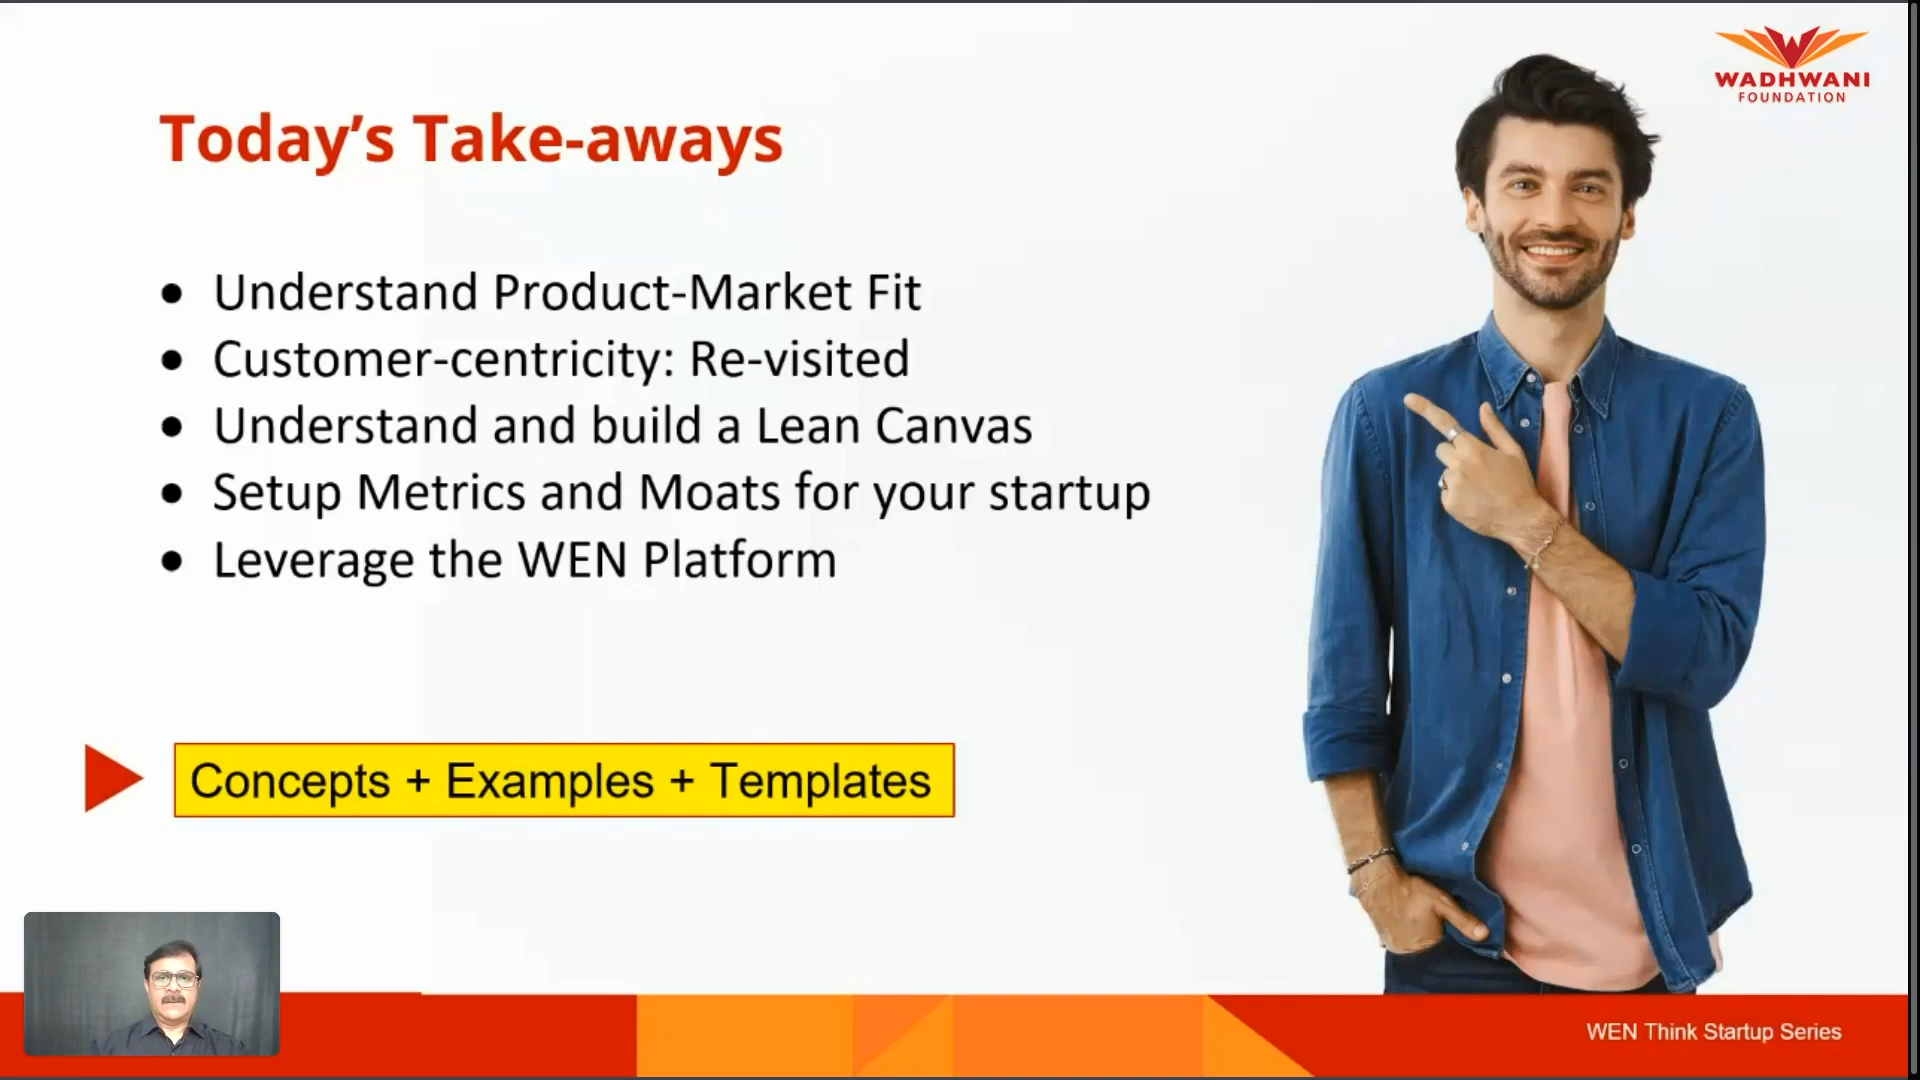 WADHWANI
FOUNDATION
Today’s Take-aways
• Understand Product-Market Fit
• Customer-centricity: Re-visited
• Understand and build a Lean Canvas
• Setup Metrics and Moats for your startup
• Leverage the WEN Platform
Concepts + Examples + Templates
WEN Think Startup Series